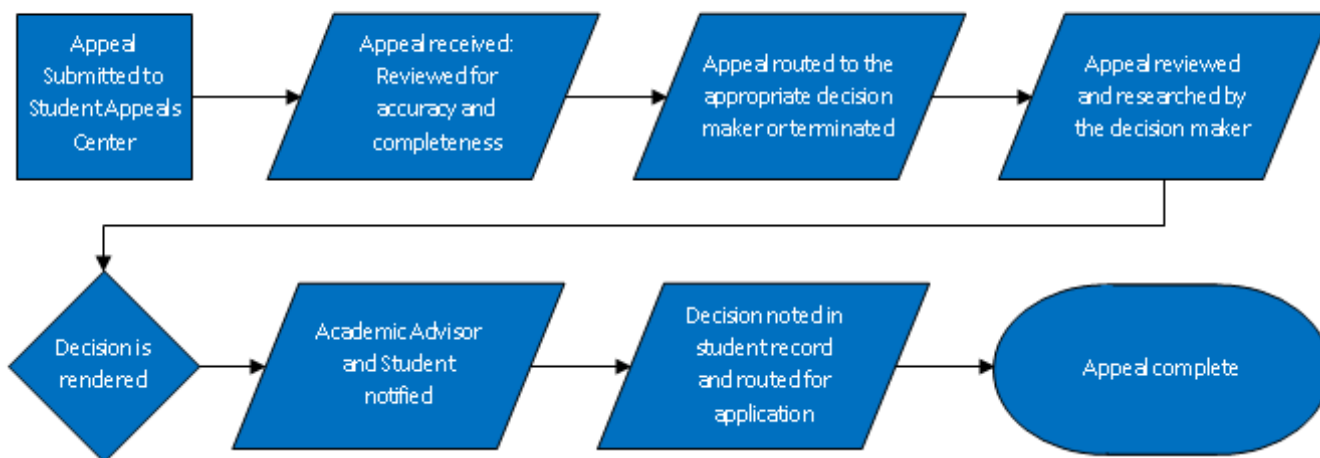 Appeal
Submitted to
Student Appeals
Center
Appeal received:
Reviewed for
accuracy and
completeness
Appeal routed to the
appropriate decision
maker or terminated
Appeal reviewed
and researched by
the decision maker
Decision is
rendered
Academic Advisor
and Student
notified
Decision noted in
student record
and routed for
application
Appeal complete